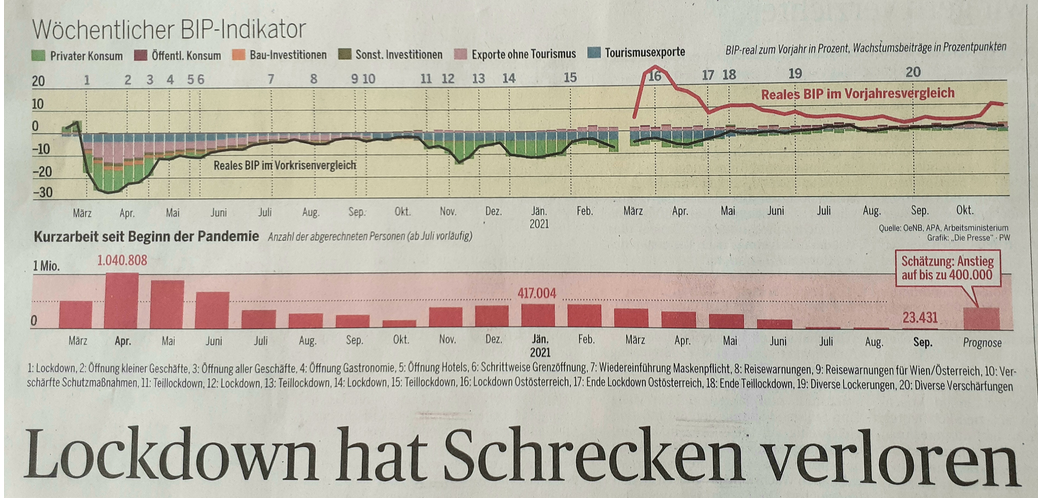 Wöchentlicher BIP-Indikator
Privater Konsum Öffentl. Konsum Bau-Investitionen Sonst. Investitionen Exporte ohne Tourismus Tourismusexporte BIP-real zum Vorjahr in Prozent, Wachstumsbeiträge in Prozentpunkten
20 1 2 3 4 5 6 7 8 9 10 11 12 13 14 15 16 17 18 19 20
10 Reales BIP im Vorjahresvergleich
0
-10
Reales BIP im Vorkrisenvergleich
-20
-30
März Apr. Mai Juni Juli Aug. Sep. Okt. Nov. Dez. Jän. Feb. März Apr. Mai Juni Juli Aug. Sep. Okt.
2021
Quelle: OeNB, APA, Arbeitsministerium
Grafik: „Die Presse" · PW
Kurzarbeit seit Beginn der Pandemie Anzahl der abgerechneten Personen (ab Juli vorläufig)
Schätzung: Anstieg
auf bis zu 400.000
1 Mio. 1.040.808
417.004
0 23.431
März Apr. Mai Juni Juli Aug. Sep. Okt. Nov. Dez. Jän. Feb. März Apr. Mai Juni Juli Aug. Sep. Prognose
2021
1: Lockdown, 2: Öffnung kleiner Geschäfte, 3: Öffnung aller Geschäfte, 4: Öffnung Gastronomie, 5: Öffnung Hotels, 6: Schrittweise Grenzöffnung, 7: Wiedereinführung Maskenpflicht, 8: Reisewarnungen, 9: Reisewarnungen für Wien/Österreich, 10: Ver-
schärfte Schutzmaßnahmen, 11: Teillockdown, 12: Lockdown, 13: Teillockdown, 14: Lockdown, 15: Teillockdown, 16: Lockdown Ostösterreich, 17: Ende Lockdown Ostösterreich, 18: Ende Teillockdown, 19: Diverse Lockerungen, 20: Diverse Verschärfungen
Lockdown hat Schrecken verloren